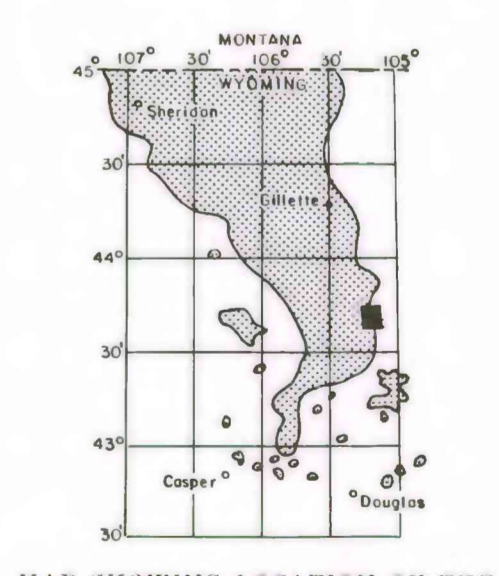 MONTANA
45° 107° 30' 106° 30' 105°
WYOMING
Sheridan
30'
Gillette
44°
30'
43°
Casper
Douglas
30'